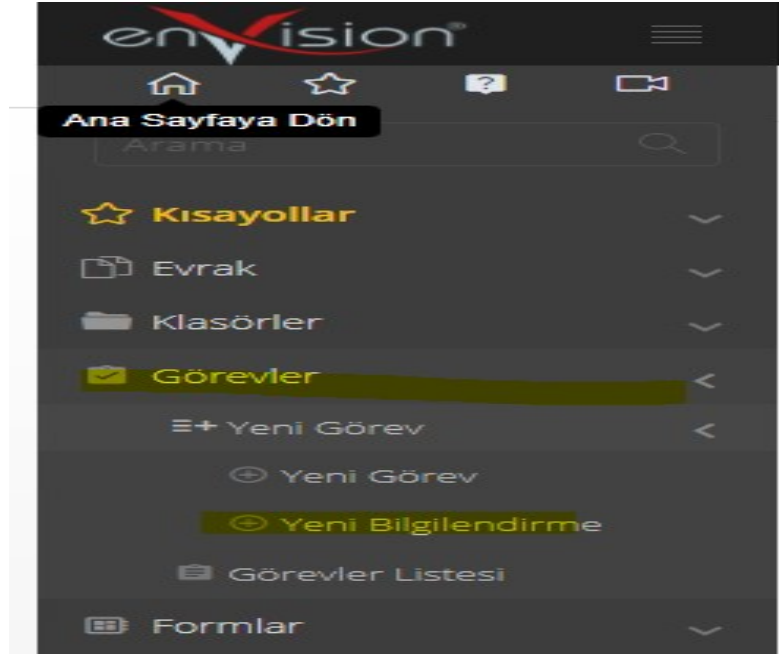 enVision®
Ana Sayfaya Dön
Arama
Kısayollar
Evrak
Klasörler
Görevler
Yeni Görev
Yeni Görev
Yeni Bilgilendirme
Görevler Listesi
Formlar